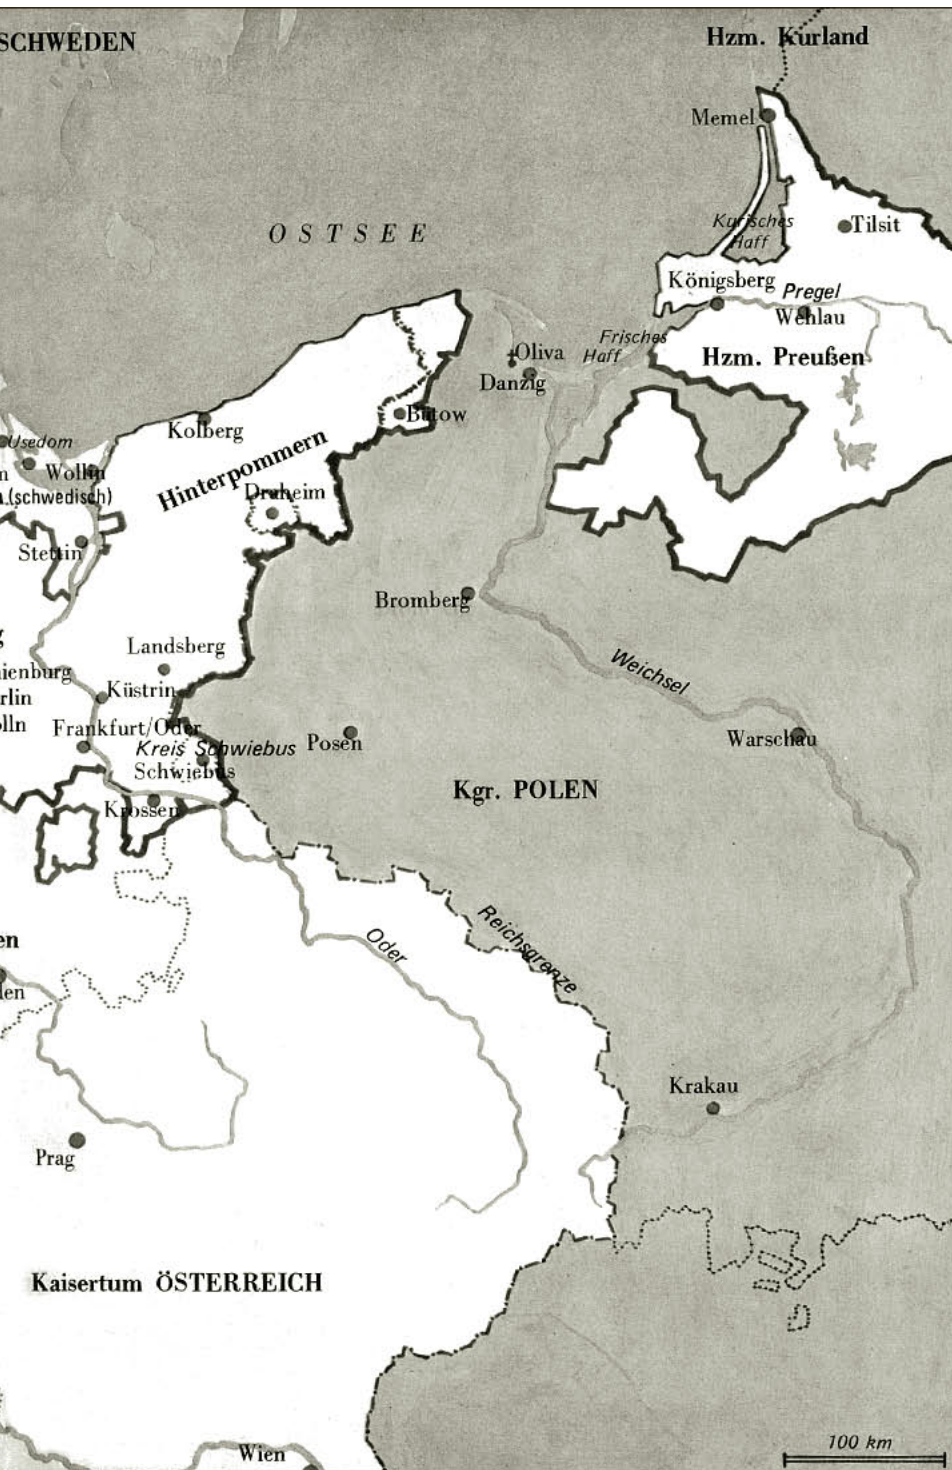 SCHWEDEN
Hzm. Kurland
Memel
OSTSEE
Kurisches
Haff
Tilsit
Königsberg
Pregel
Wehlau
Frisches
Haff
Hzm. Preußen
Oliva
Danzig
Bütow
Kolberg
Usedom
Hinterpommern
Wollin
(schwedisch)
Draheim
Stettin
Bromberg
Landsberg
Weichsel
Küstrin
Frankfurt/Oder
Kreis Schwiebus
Schwiebus
Posen
Warschau
Kgr. POLEN
Krossen
Reichsgrenze
Oder
Krakau
Prag
Kaisertum ÖSTERREICH
100 km
Wien